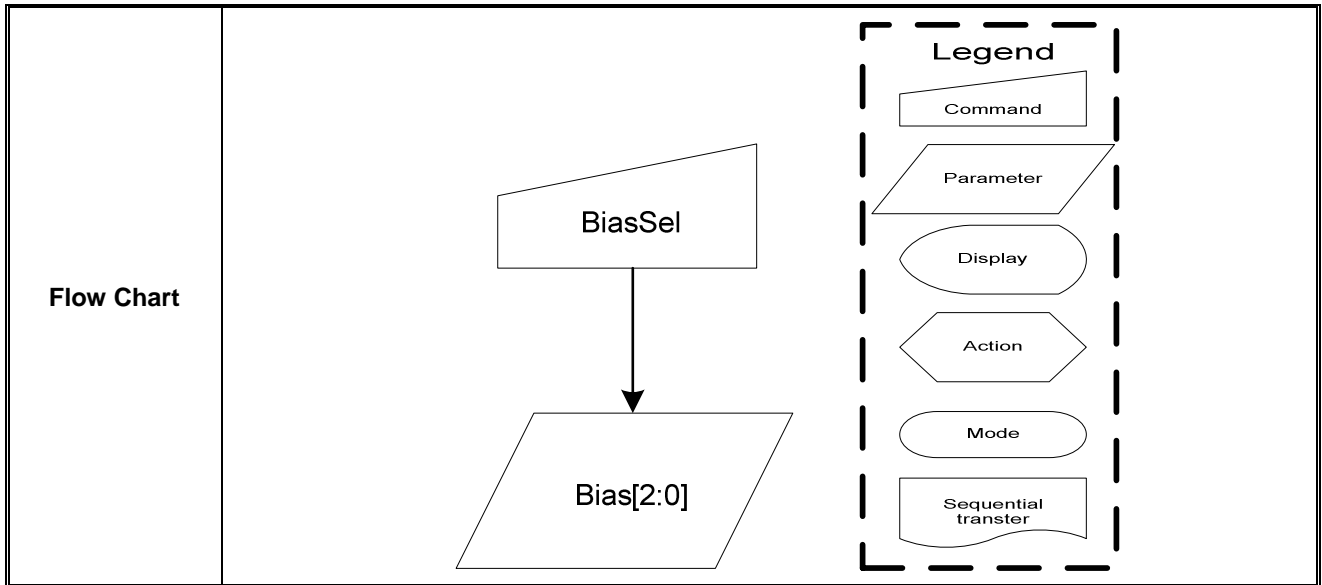 Flow Chart
BiasSel
Bias[2:0]
Legend
Command
Parameter
Display
Action
Mode
Sequential
transter